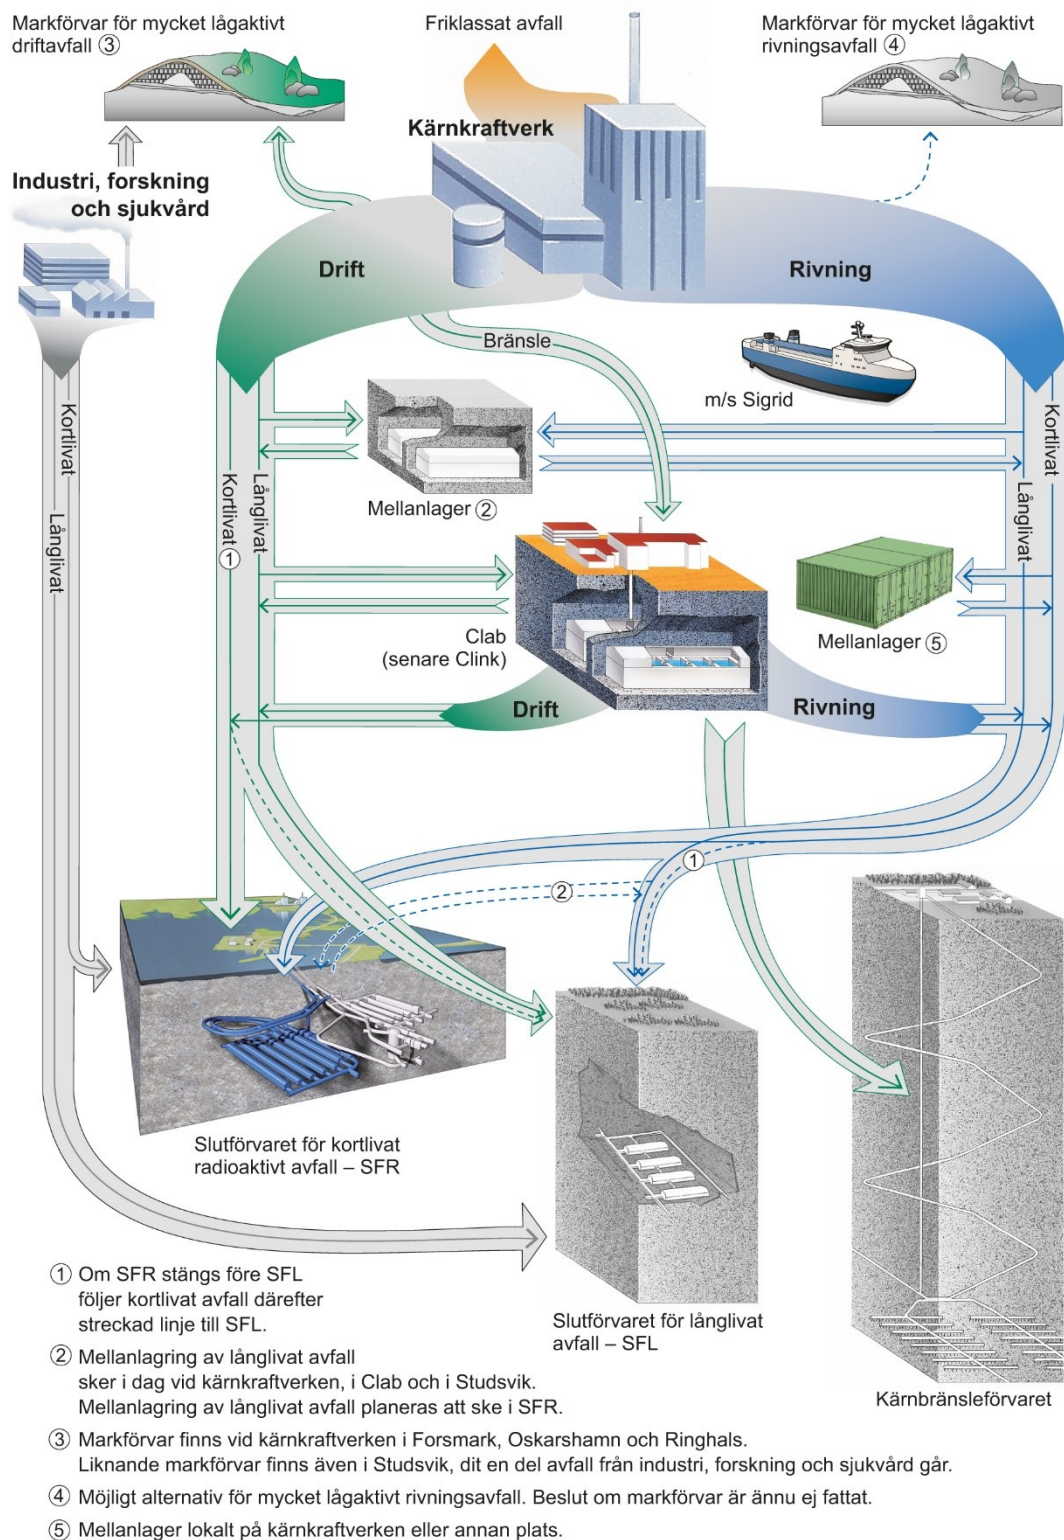 Markförvar för mycket lågaktivt
driftavfall ③
Friklassat avfall
Markförvar för mycket lågaktivt
rivningsavfall ④
Kärnkraftverk
Industri, forskning
och sjukvård
Drift
Rivning
Bränsle
m/s Sigrid
Kortlivat
Långlivat
Kortlivat ①
Långlivat
Mellanlager ②
Kortlivat
Långlivat
Clab
(senare Clink)
Mellanlager ⑤
Drift
Rivning
①
②
Slutförvaret för kortlivat
radioaktivt avfall – SFR
Slutförvaret för långlivat
avfall – SFL
Kärnbränsleförvaret
① Om SFR stängs före SFL
följer kortlivat avfall därefter
streckad linje till SFL.
② Mellanlagring av långlivat avfall
sker i dag vid kärnkraftverken, i Clab och i Studsvik.
Mellanlagring av långlivat avfall planeras att ske i SFR.
③ Markförvar finns vid kärnkraftverken i Forsmark, Oskarshamn och Ringhals.
Liknande markförvar finns även i Studsvik, dit en del avfall från industri, forskning och sjukvård går.
④ Möjligt alternativ för mycket lågaktivt rivningsavfall. Beslut om markförvar är ännu ej fattat.
⑤ Mellanlager lokalt på kärnkraftverken eller annan plats.